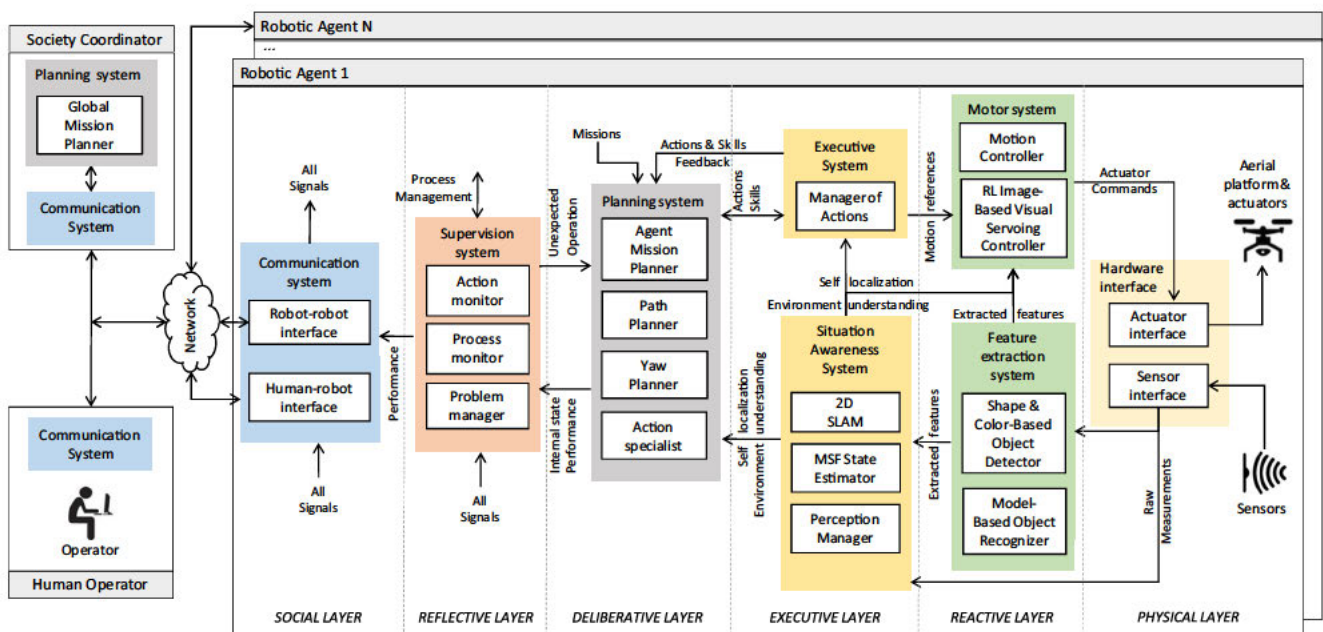 Society Coordinator
Planning system
Global
Mission
Planner
Communication
System
Network
Communication
System
Operator
Human Operator
Robotic Agent N
...
Robotic Agent 1
All
Signals
Communication
system
Robot-robot
interface
Human-robot
interface
All
Signals
SOCIAL LAYER
Process
Management
Supervision
system
Action
monitor
Process
monitor
Problem
manager
Performance
All
Signals
REFLECTIVE LAYER
Missions
Unexpected
Operation
Planning system
Agent
Mission
Planner
Path
Planner
Yaw
Planner
Action
specialist
Internal state
Performance
DELIBERATIVE LAYER
Actions & Skills
Feedback
Actions
Skills
Executive
System
Manager of
Actions
Self localization
Environment understanding
Situation
Awareness
System
2D
SLAM
MSF State
Estimator
Perception
Manager
Self localization
Environment understanding
EXECUTIVE LAYER
Motion references
Motor system
Motion
Controller
RL Image-
Based Visual
Servoing
Controller
Extracted features
Feature
extraction
system
Shape &
Color-Based
Object
Detector
Model-
Based Object
Recognizer
Extracted features
REACTIVE LAYER
Actuator
Commands
Aerial
platform &
actuators
Hardware
interface
Actuator
interface
Sensor
interface
Raw
Measurements
Sensors
PHYSICAL LAYER